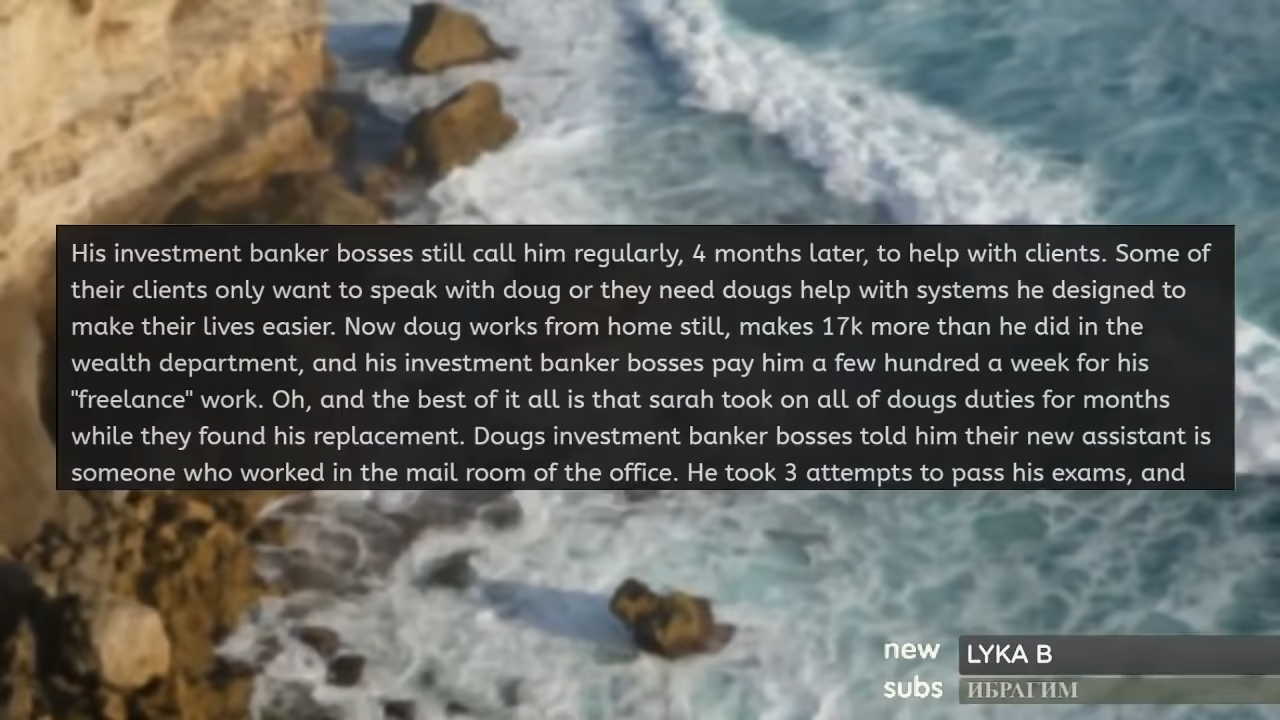 His investment banker bosses still call him regularly, 4 months later, to help with clients. Some of
their clients only want to speak with doug or they need dougs help with systems he designed to
make their lives easier. Now doug works from home still, makes 17k more than he did in the
wealth department, and his investment banker bosses pay him a few hundred a week for his
"freelance" work. Oh, and the best of it all is that sarah took on all of dougs duties for months
while they found his replacement. Dougs investment banker bosses told him their new assistant is
someone who worked in the mail room of the office. He took 3 attempts to pass his exams, and
new
subs
LYKA B
ИБРАГИМ